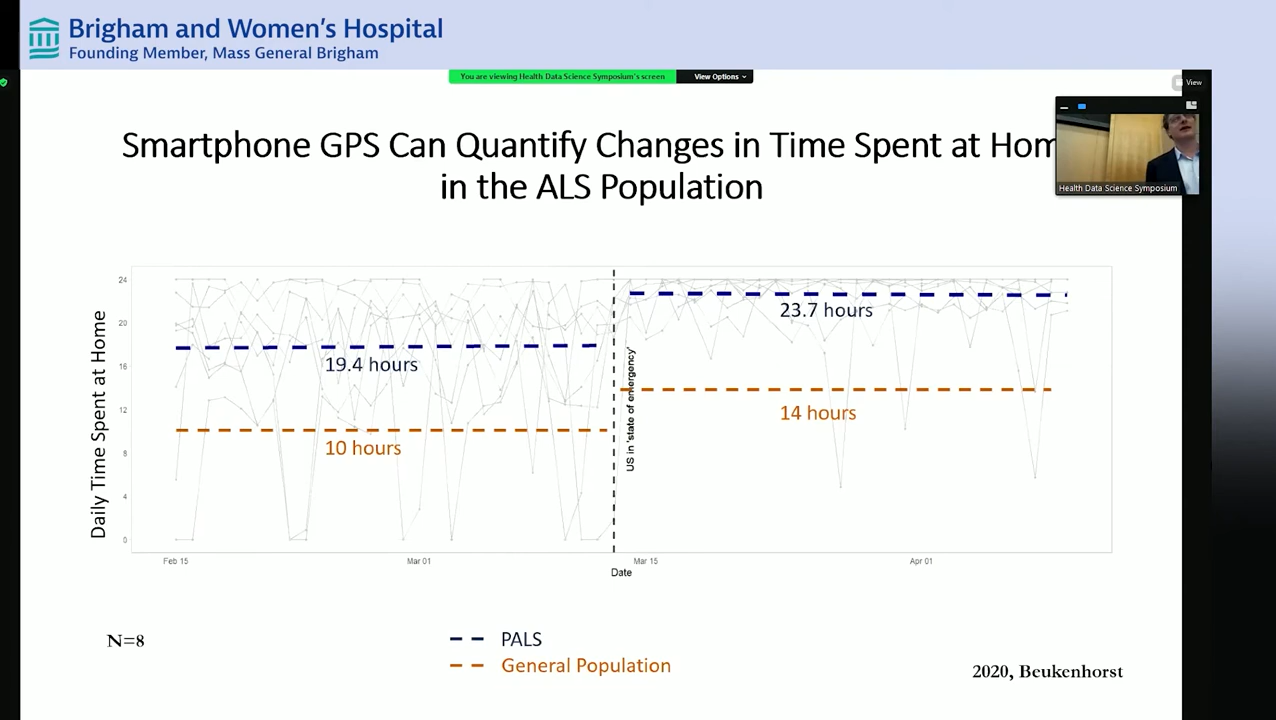 Brigham and Women's Hospital
Founding Member, Mass General Brigham
You are viewing Health Data Science Symposium's screen
View Options
View
Smartphone GPS Can Quantify Changes in Time Spent at Hom
in the ALS Population
Health Data Science Symposium
Daily Time Spent at Home
24
20
16
12
8
4
0
19.4 hours
10 hours
US in 'state of emergency'
23.7 hours
14 hours
Feb 15
Mar 01
Mar 15
Apr 01
Date
N=8
PALS
General Population
2020, Beukenhorst